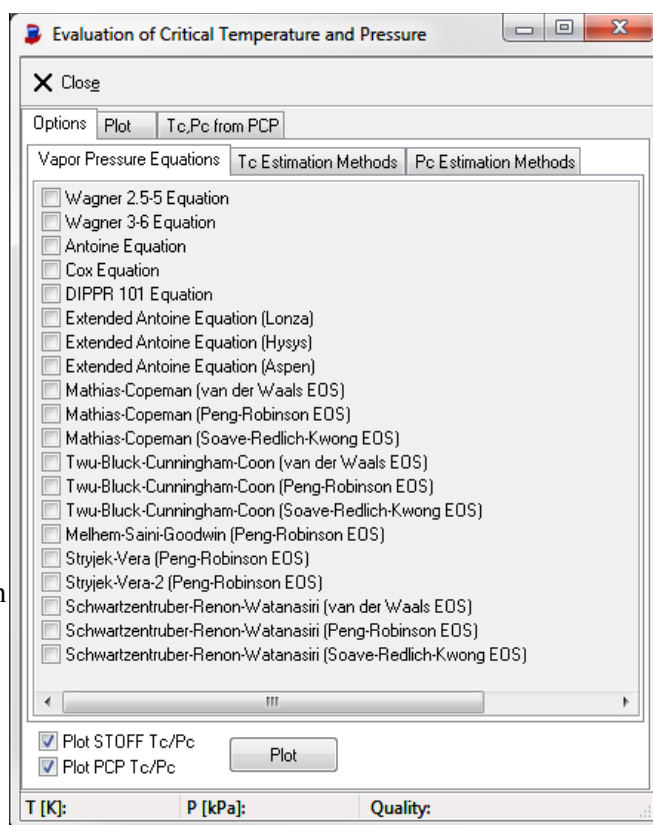 Evaluation of Critical Temperature and Pressure
Close
Options Plot Tc,Pc from PCP
Vapor Pressure Equations Tc Estimation Methods Pc Estimation Methods
Wagner 2.5-5 Equation
Wagner 3-6 Equation
Antoine Equation
Cox Equation
DIPPR 101 Equation
Extended Antoine Equation (Lonza)
Extended Antoine Equation (Hysys)
Extended Antoine Equation (Aspen)
Mathias-Copeman (van der Waals EOS)
Mathias-Copeman (Peng-Robinson EOS)
Mathias-Copeman (Soave-Redlich-Kwong EOS)
Twu-Bluck-Cunningham-Coon (van der Waals EOS)
Twu-Bluck-Cunningham-Coon (Peng-Robinson EOS)
Twu-Bluck-Cunningham-Coon (Soave-Redlich-Kwong EOS)
Melhem-Saini-Goodwin (Peng-Robinson EOS)
Stryjek-Vera (Peng-Robinson EOS)
Stryjek-Vera-2 (Peng-Robinson EOS)
Schwartzentruber-Renon-Watanasiri (van der Waals EOS)
Schwartzentruber-Renon-Watanasiri (Peng-Robinson EOS)
Schwartzentruber-Renon-Watanasiri (Soave-Redlich-Kwong EOS)
Plot STOFF Tc/Pc
Plot PCP Tc/Pc
Plot
T [K]: P [kPa]: Quality: